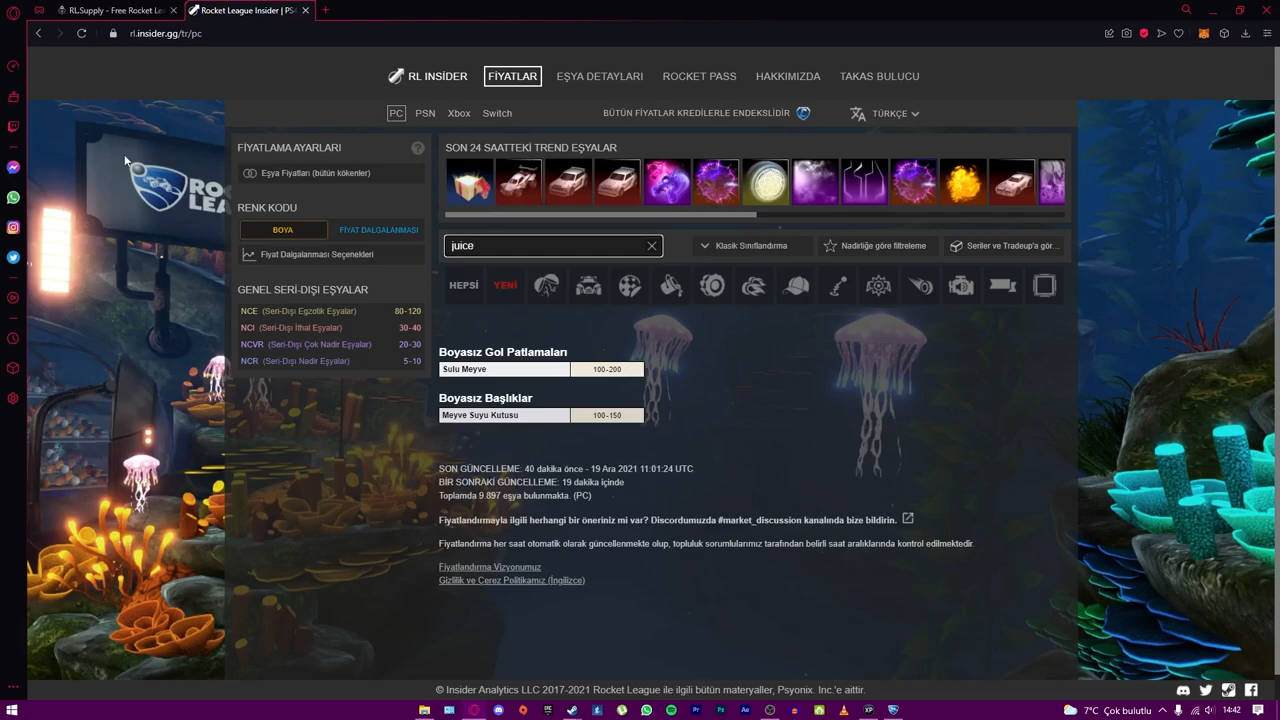 RL.Supply - Free Rocket Lea
Rocket League Insider | PS4
rl.insider.gg/tr/pc
RL INSİDER
FİYATLAR
EŞYA DETAYLARI
ROCKET PASS
HAKKIMIZDA
TAKAS BULUCU
PC
PSN
Xbox
Switch
BÜTÜN FİYATLAR KREDİLERLE ENDEKSLİDİR
TÜRKÇE
FİYATLAMA AYARLARI
?
Eşya Fiyatları (bütün kökenler)
RENK KODU
BOYA
FİYAT DALGALANMASI
Fiyat Dalgalanması Seçenekleri
GENEL SERİ-DIŞI EŞYALAR
NCE (Seri-Dışı Egzotik Eşyalar) 80-120
NCI (Seri-Dışı İthal Eşyalar) 30-40
NCVR (Seri-Dışı Çok Nadir Eşyalar) 20-30
NCR (Seri-Dışı Nadir Eşyalar) 5-10
SON 24 SAATTEKİ TREND EŞYALAR
juice
Klasik Sınıflandırma
Nadirliğe göre filtreleme
Seriler ve Tradeup'a gör...
HEPSİ
YENİ
Boyasız Gol Patlamaları
Sulu Meyve 100-200
Boyasız Başlıklar
Meyve Suyu Kutusu 100-150
SON GÜNCELLEME: 40 dakika önce - 19 Ara 2021 11:01:24 UTC
BİR SONRAKİ GÜNCELLEME: 19 dakika içinde
Toplamda 9.897 eşya bulunmakta. (PC)
Fiyatlandırmayla ilgili herhangi bir öneriniz mi var? Discordumuzda #market_discussion kanalında bize bildirin.
Fiyatlandırma her saat otomatik olarak güncellenmekte olup, topluluk sorumlularımız tarafından belirli saat aralıklarında kontrol edilmektedir.
Fiyatlandırma Vizyonumuz
Gizlilik ve Çerez Politikamız (İngilizce)
© Insider Analytics LLC 2017-2021 Rocket League ile ilgili bütün materyaller, Psyonix. Inc.'e aittir.
7°C Çok bulutlu
14:42